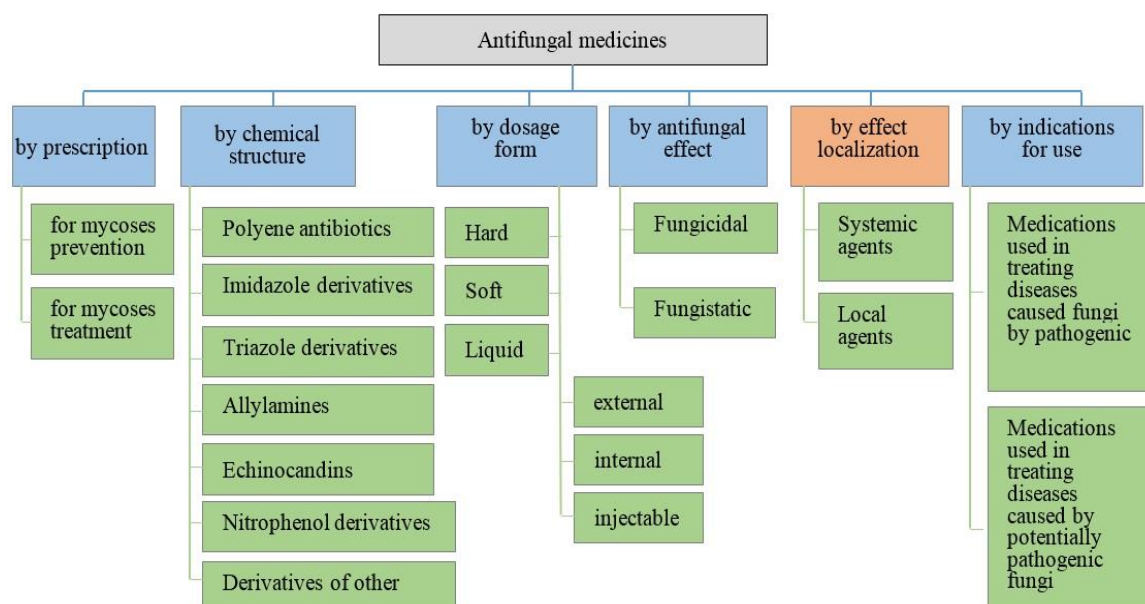 Antifungal medicines
by prescription
by chemical
structure
by dosage
form
by antifungal
effect
by effect
localization
by indications
for use
for mycoses
prevention
for mycoses
treatment
Polyene antibiotics
Imidazole derivatives
Triazole derivatives
Allylamines
Echinocandins
Nitrophenol derivatives
Derivatives of other
Hard
Soft
Liquid
external
internal
injectable
Fungicidal
Fungistatic
Systemic
agents
Local
agents
Medications
used in
treating
diseases
caused fungi
by pathogenic
Medications
used in
treating
diseases
caused by
potentially
pathogenic
fungi